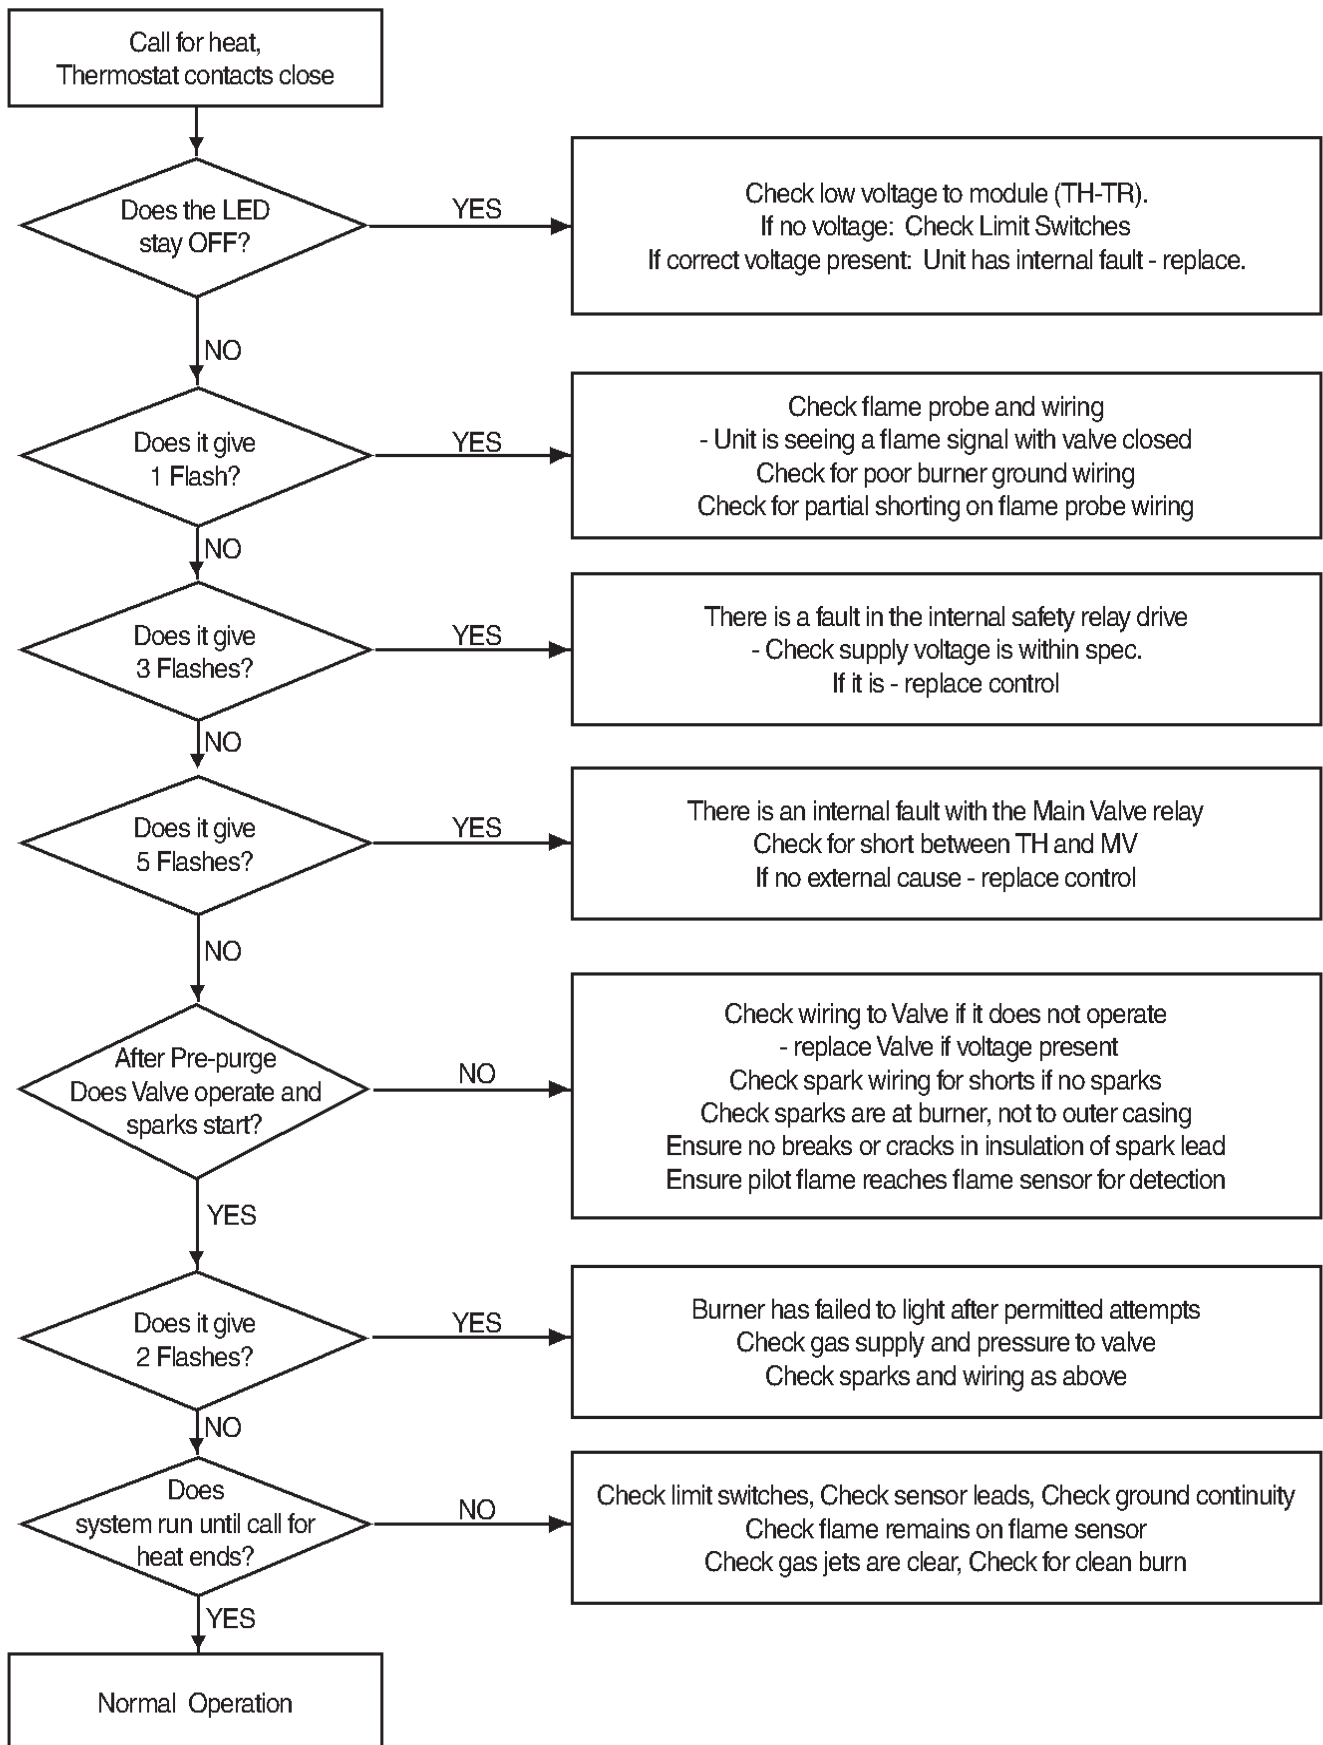 Call for heat,
Thermostat contacts close
Does the LED
stay OFF?
YES
Check low voltage to module (TH-TR).
If no voltage: Check Limit Switches
If correct voltage present: Unit has internal fault - replace.
NO
Does it give
1 Flash?
YES
Check flame probe and wiring
- Unit is seeing a flame signal with valve closed
Check for poor burner ground wiring
Check for partial shorting on flame probe wiring
NO
Does it give
3 Flashes?
YES
There is a fault in the internal safety relay drive
- Check supply voltage is within spec.
If it is - replace control
NO
Does it give
5 Flashes?
YES
There is an internal fault with the Main Valve relay
Check for short between TH and MV
If no external cause - replace control
NO
After Pre-purge
Does Valve operate and
sparks start?
NO
Check wiring to Valve if it does not operate
- replace Valve if voltage present
Check spark wiring for shorts if no sparks
Check sparks are at burner, not to outer casing
Ensure no breaks or cracks in insulation of spark lead
Ensure pilot flame reaches flame sensor for detection
YES
Does it give
2 Flashes?
YES
Burner has failed to light after permitted attempts
Check gas supply and pressure to valve
Check sparks and wiring as above
NO
Does
system run until call for
heat ends?
NO
Check limit switches, Check sensor leads, Check ground continuity
Check flame remains on flame sensor
Check gas jets are clear, Check for clean burn
YES
Normal Operation